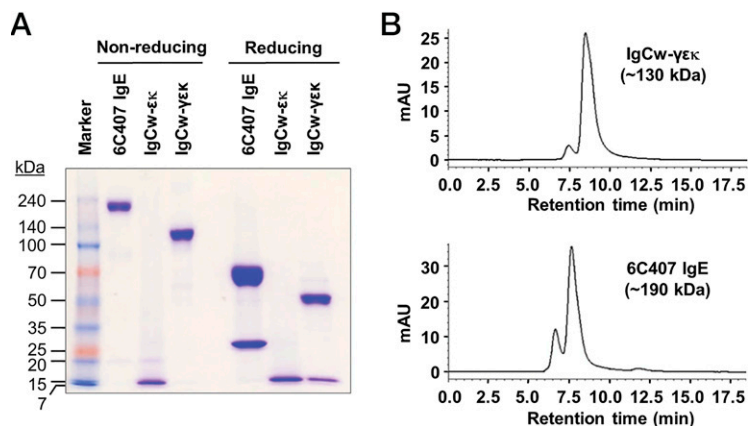 A
Non-reducing Reducing
Marker
6C407 IgE
IgCw-εκ
IgCw-γεκ
6C407 IgE
IgCw-εκ
IgCw-γεκ
kDa
240
140
100
70
50
35
25
20
15
7
B
IgCw-γεκ
(~130 kDa)
mAU
25
20
15
10
5
0
0.0 2.5 5.0 7.5 10.0 12.5 15.0 17.5
Retention time (min)
6C407 IgE
(~190 kDa)
mAU
30
20
10
0
0.0 2.5 5.0 7.5 10.0 12.5 15.0 17.5
Retention time (min)